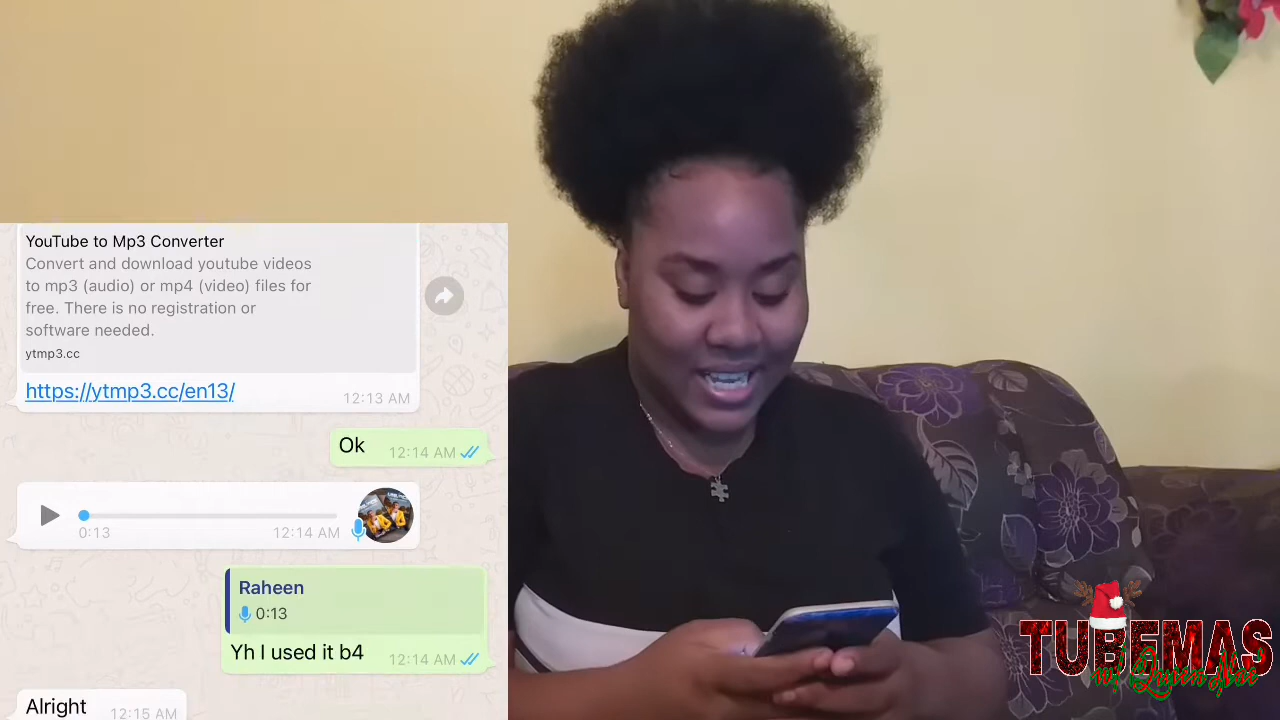 YouTube to Mp3 Converter
Convert and download youtube videos
to mp3 (audio) or mp4 (video) files for
free. There is no registration or
software needed.
ytmp3.cc
https://ytmp3.cc/en13/
12:13 AM
Ok
12:14 AM
0:13
12:14 AM
Raheen
0:13
Yh I used it b4
12:14 AM
Alright
12:15 AM
TUBEMAS
w/ Queen Nae